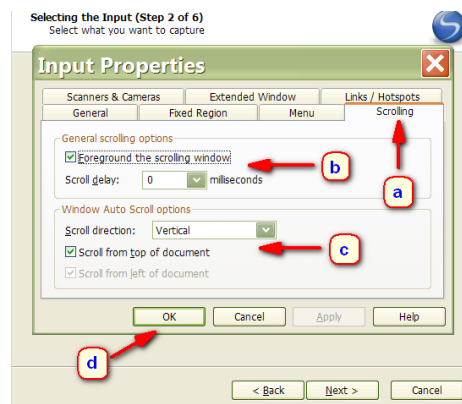 Selecting the Input (Step 2 of 6)
Select what you want to capture
Input Properties
Scanners & Cameras Extended Window Links / Hotspots
General Fixed Region Menu Scrolling
General scrolling options
Foreground the scrolling window
b
a
Scroll delay: 0 miliseconds
Window Auto Scroll options
Scroll direction: Vertical
c
Scroll from top of document
Scroll from left of document
OK Cancel Apply Help
d
< Back Next > Cancel